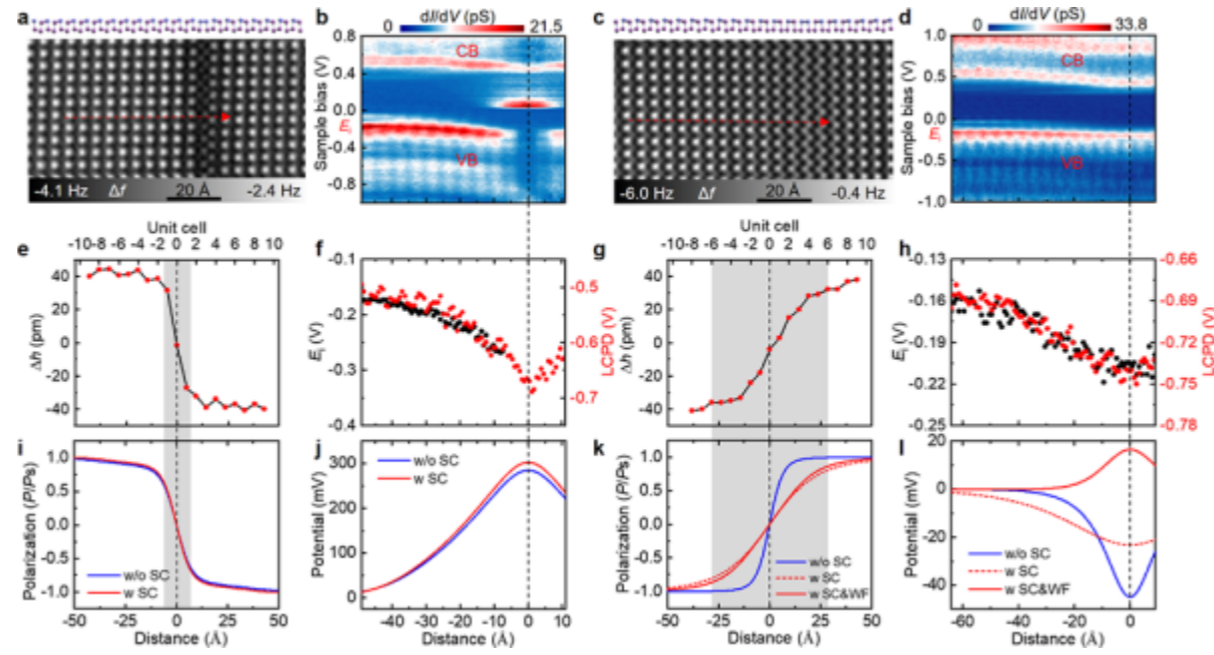 a
b
dI/dV (pS)
0
21.5
c
d
dI/dV (pS)
0
33.8
0.8
0.4
0.0
-0.4
-0.8
Sample bias (V)
CB
VB
Ei
1.0
0.5
0.0
-0.5
-1.0
Sample bias (V)
CB
VB
Ei
-4.1 Hz Δf 20 Å -2.4 Hz
-6.0 Hz Δf 20 Å -0.4 Hz
e
Unit cell
-10 -8 -6 -4 -2 0 2 4 6 8 10
40
20
0
-20
-40
Δh (pm)
f
-0.1
-0.2
-0.3
-0.4
Ei (V)
-0.5
-0.6
-0.7
LCPD (V)
g
Unit cell
-10 -8 -6 -4 -2 0 2 4 6 8 10
40
20
0
-20
-40
Δh (pm)
h
-0.13
-0.16
-0.19
-0.22
-0.25
Ei (V)
-0.66
-0.69
-0.72
-0.75
-0.78
LCPD (V)
i
1.0
0.5
0.0
-0.5
-1.0
Polarization (P/Ps)
w/o SC
w SC
-50 -25 0 25 50
Distance (Å)
j
300
200
100
0
Potential (mV)
w/o SC
w SC
-40 -30 -20 -10 0 10
Distance (Å)
k
1.0
0.5
0.0
-0.5
-1.0
Polarization (P/Ps)
w/o SC
w SC
w SC&WF
-50 -25 0 25 50
Distance (Å)
l
20
0
-20
-40
Potential (mV)
w/o SC
w SC
w SC&WF
-60 -40 -20 0
Distance (Å)